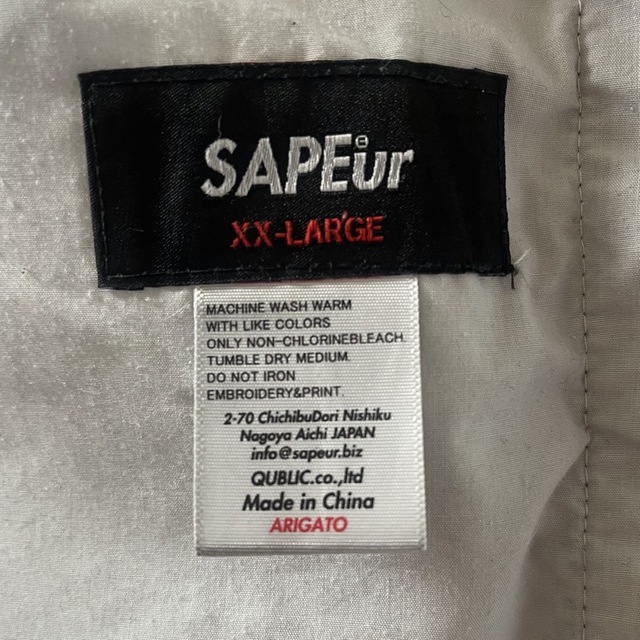 SAPEur
XX-LARGE
MACHINE WASH WARM
WITH LIKE COLORS
ONLY NON-CHLORINEBLEACH.
TUMBLE DRY MEDIUM.
DO NOT IRON
EMBROIDERY&PRINT.
2-70 ChichibuDori Nishiku
Nagoya Aichi JAPAN
info@sapeur.biz
QUBLIC.co.,ltd
Made in China
ARIGATO